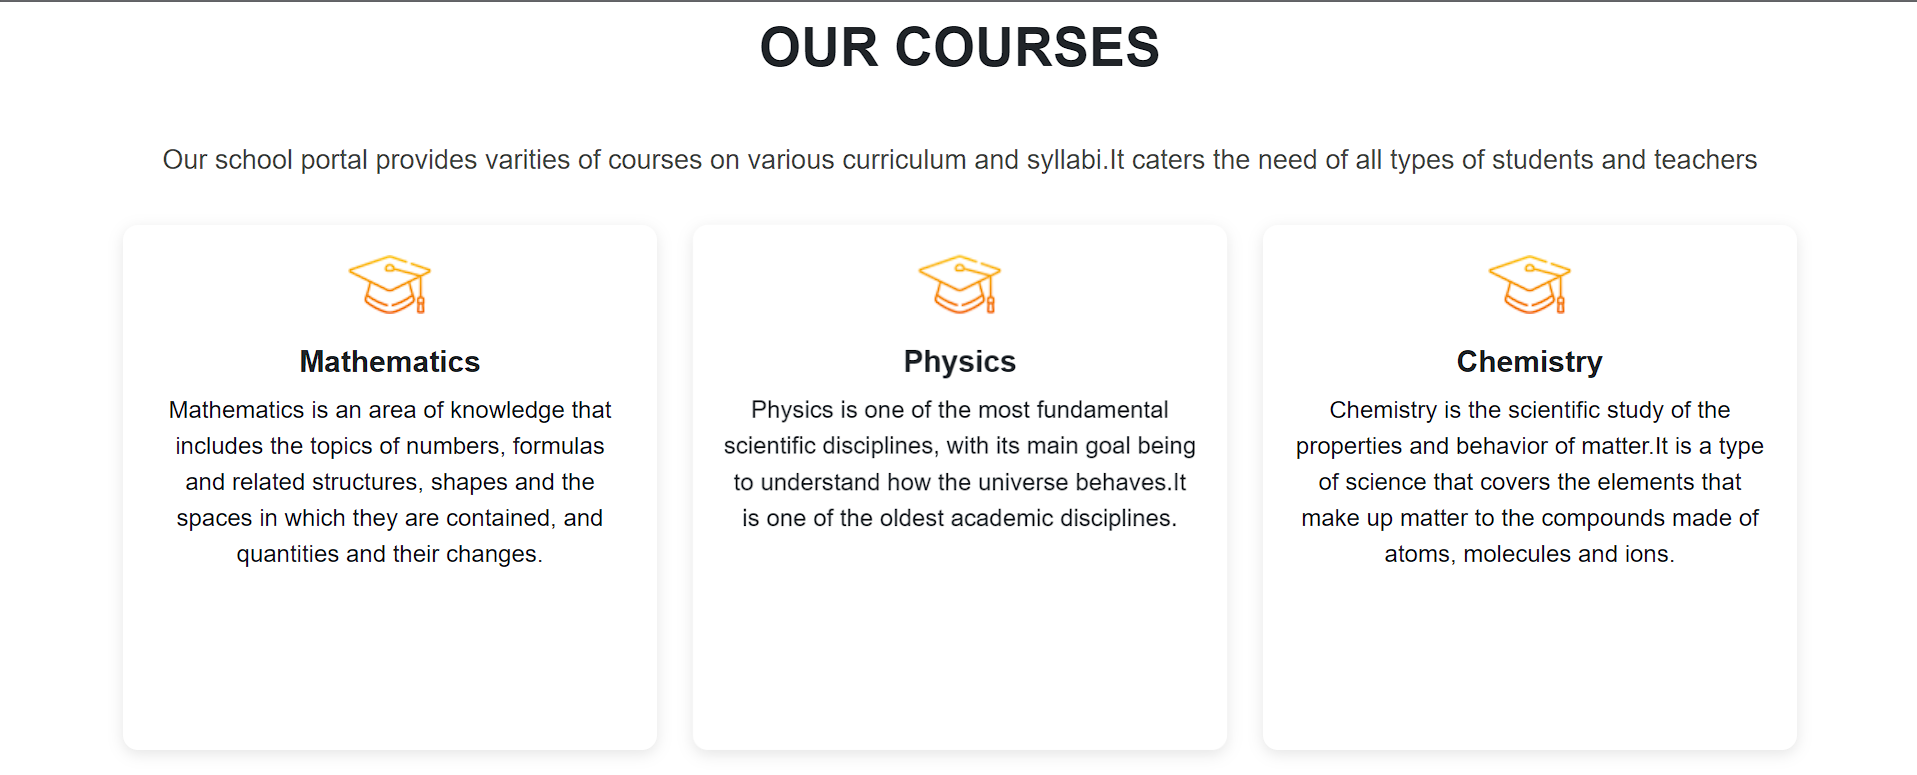 OUR COURSES
Our school portal provides varities of courses on various curriculum and syllabi.It caters the need of all types of students and teachers
Mathematics
Mathematics is an area of knowledge that
includes the topics of numbers, formulas
and related structures, shapes and the
spaces in which they are contained, and
quantities and their changes.
Physics
Physics is one of the most fundamental
scientific disciplines, with its main goal being
to understand how the universe behaves.It
is one of the oldest academic disciplines.
Chemistry
Chemistry is the scientific study of the
properties and behavior of matter.It is a type
of science that covers the elements that
make up matter to the compounds made of
atoms, molecules and ions.